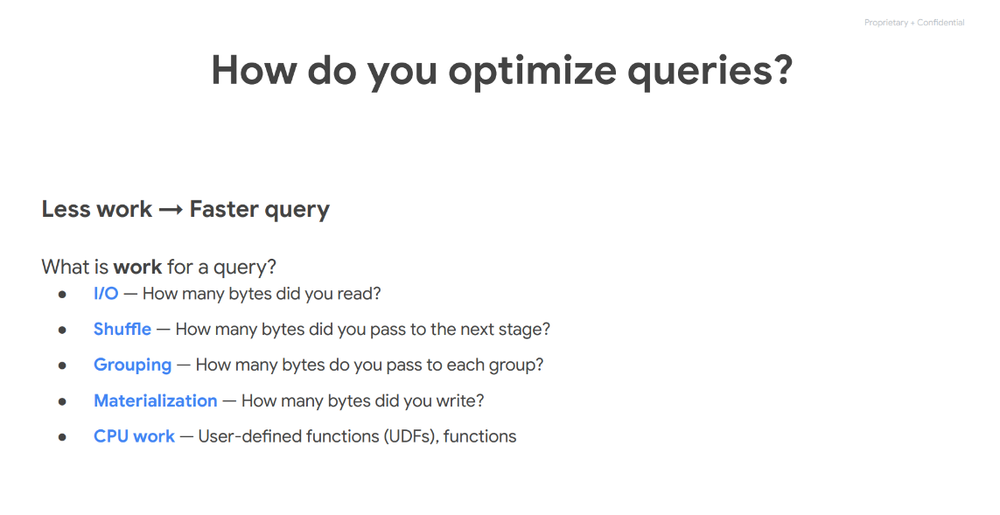 Proprietary + Confidential
How do you optimize queries?
Less work → Faster query
What is work for a query?
● I/O — How many bytes did you read?
● Shuffle — How many bytes did you pass to the next stage?
● Grouping — How many bytes do you pass to each group?
● Materialization — How many bytes did you write?
● CPU work — User-defined functions (UDFs), functions